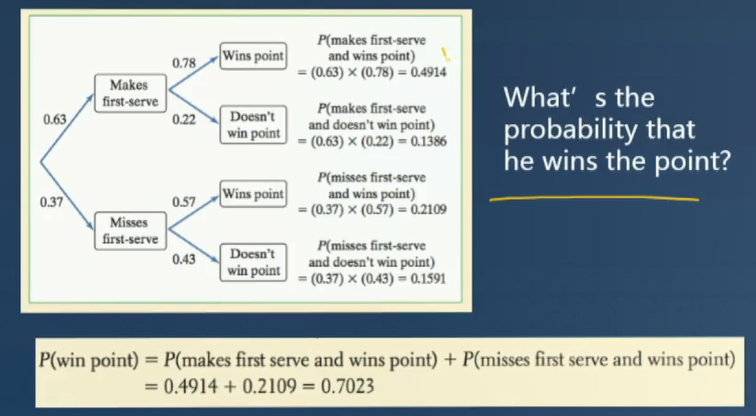 0.63
0.37
Makes
first-serve
Misses
first-serve
0.78
0.22
0.57
0.43
Wins point
Doesn't
win point
Wins point
Doesn't
win point
P(makes first-serve
and wins point)
= (0.63) × (0.78) = 0.4914
P(makes first-serve
and doesn't win point)
= (0.63) × (0.22) = 0.1386
P(misses first-serve
and wins point)
= (0.37) × (0.57) = 0.2109
P(misses first-serve
and doesn't win point)
= (0.37) × (0.43) = 0.1591
What's the
probability that
he wins the point?
P(win point) = P(makes first serve and wins point) + P(misses first serve and wins point)
= 0.4914 + 0.2109 = 0.7023